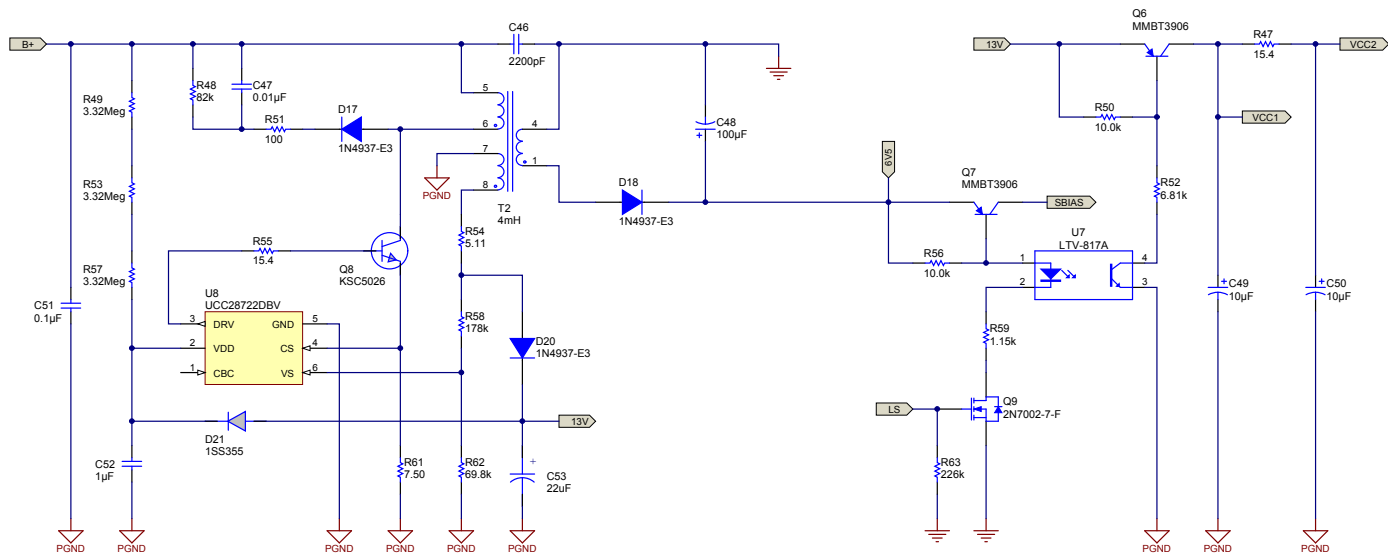 B+
C46
2200pF
R48
82k
C47
0.01µF
R49
3.32Meg
R51
100
D17
1N4937-E3
5
6
7
8
4
1
PGND
T2
4mH
C48
100µF
D18
1N4937-E3
R53
3.32Meg
R54
5.11
R55
15.4
Q8
KSC5026
R57
3.32Meg
C51
0.1µF
U8
UCC28722DBV
3
DRV
GND
5
2
VDD
CS
4
1
CBC
VS
6
R58
178k
D20
1N4937-E3
13V
D21
1SS355
C52
1µF
R61
7.50
R62
69.8k
+
C53
22uF
PGND
PGND
PGND
PGND
PGND
PGND
13V
Q6
MMBT3906
R47
15.4
VCC2
R50
10.0k
VCC1
6V5
Q7
MMBT3906
SBIAS
R52
6.81k
U7
LTV-817A
R56
10.0k
1
2
4
3
R59
1.15k
+
C49
10µF
+
C50
10µF
LS
Q9
2N7002-7-F
R63
226k
PGND
PGND
PGND
+